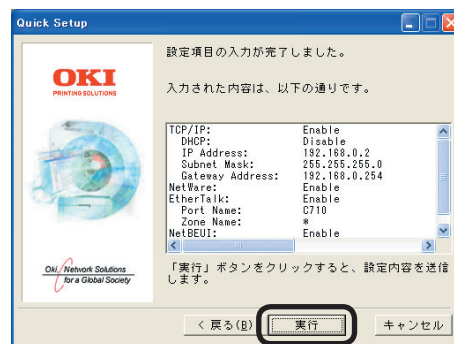 Quick Setup
OKI
PRINTING SOLUTIONS
設定項目の入力が完了しました。
入力された内容は、以下の通りです。
TCP/IP: Enable
DHCP: Disable
IP Address: 192.168.0.2
Subnet Mask: 255.255.255.0
Gateway Address: 192.168.0.254
NetWare: Enable
EtherTalk: Enable
Port Name: C710
Zone Name: *
NetBEUI: Enable
Oki, Network Solutions
for a Global Society
「実行」ボタンをクリックすると、設定内容を送信
します。
< 戻る(B)
実行
キャンセル